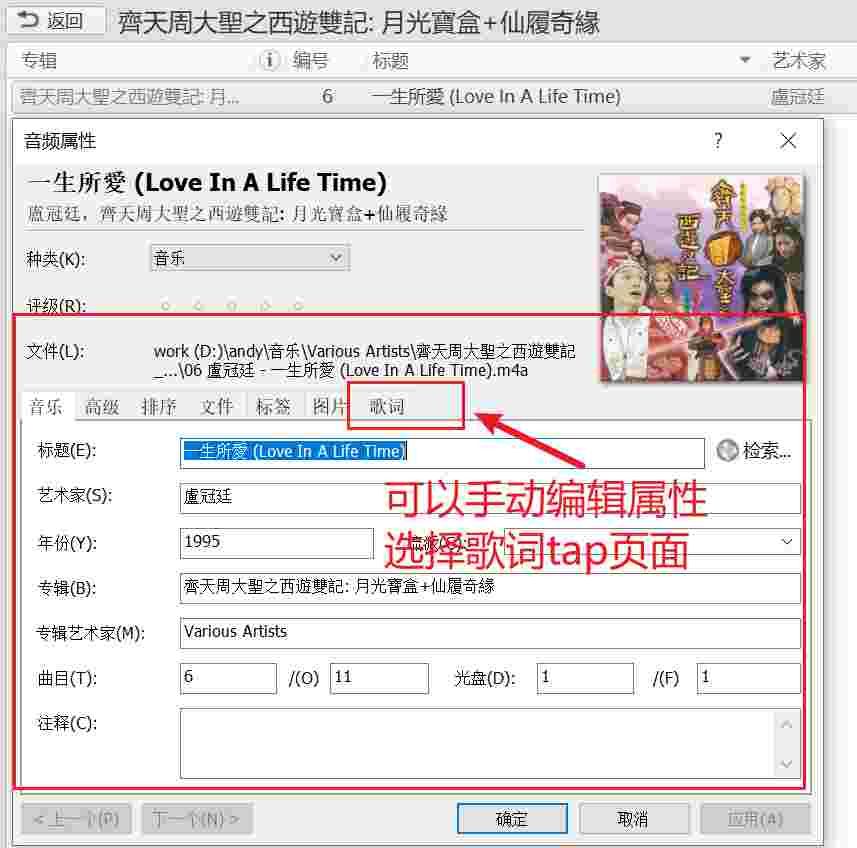 返回
齊天周大聖之西遊雙記: 月光寶盒+仙履奇緣
专辑 编号 标题 艺术家
齊天周大聖之西遊雙記: 月... 6 一生所愛 (Love In A Life Time) 盧冠廷
音频属性 ?
一生所愛 (Love In A Life Time)
盧冠廷，齊天周大聖之西遊雙記: 月光寶盒+仙履奇緣
种类(K): 音乐
评级(R):
文件(L): work (D:)\andy\音乐\Various Artists\齊天周大聖之西遊雙記
_...\06 盧冠廷 - 一生所愛 (Love In A Life Time).m4a
音乐 高级 排序 文件 标签 图片 歌词
标题(E): 一生所愛 (Love In A Life Time) 检索...
艺术家(S): 盧冠廷
可以手动编辑属性
年份(Y): 1995
选择歌词tap页面
专辑(B): 齊天周大聖之西遊雙記: 月光寶盒+仙履奇緣
专辑艺术家(M): Various Artists
曲目(T): 6 /(O) 11 光盘(D): 1 /(F) 1
注释(C):
< 上一个(P) 下一个(N) > 确定 取消 应用(A)